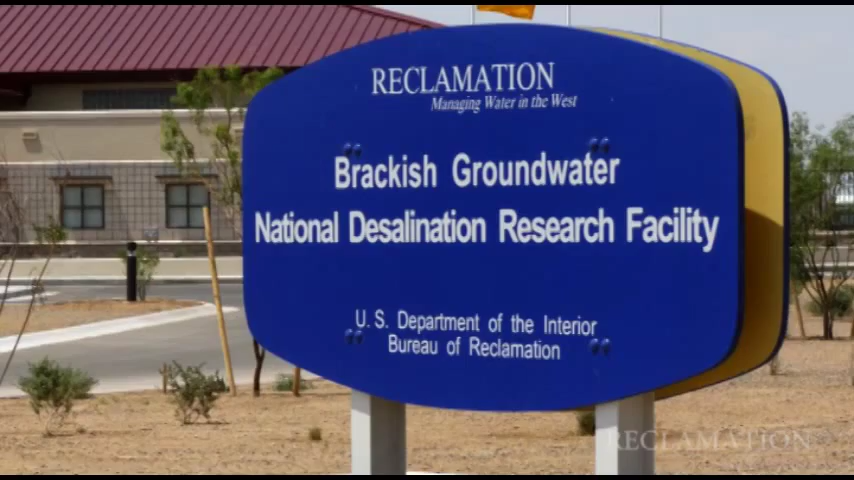 RECLAMATION
Managing Water in the West
Brackish Groundwater
National Desalination Research Facility
U.S. Department of the Interior
Bureau of Reclamation
RECLAMATION